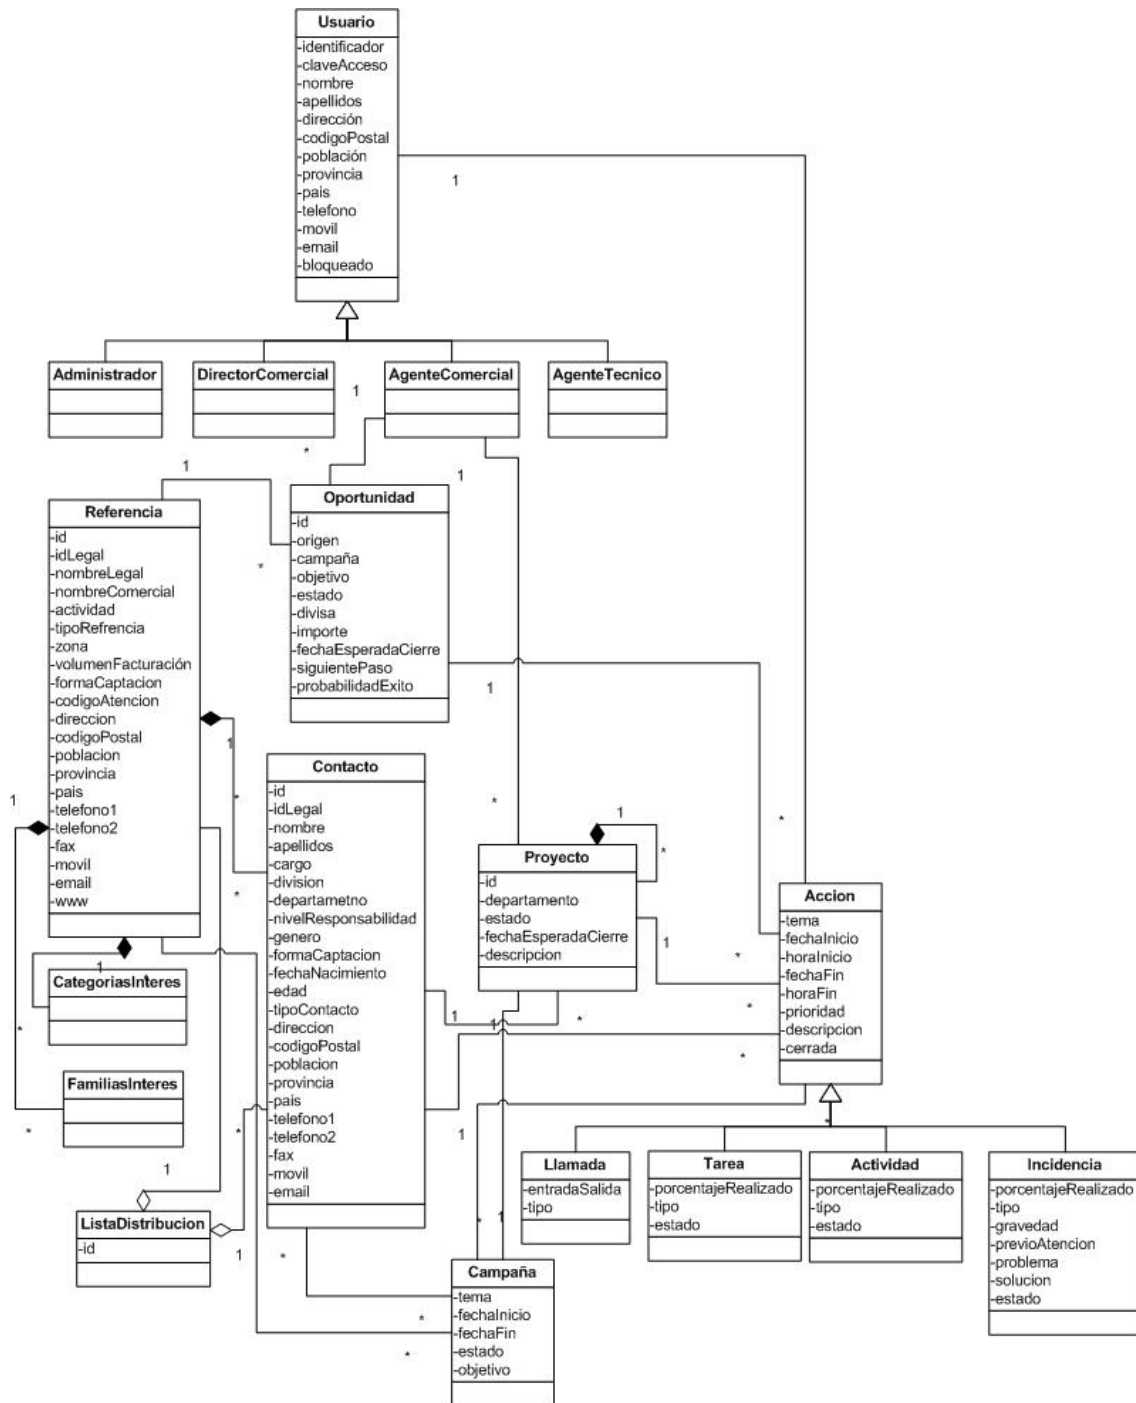 Usuario
-identificador
-claveAcceso
-nombre
-apellidos
-dirección
-codigoPostal
-población
-provincia
-pais
-telefono
-movil
-email
-bloqueado
1
Administrador
DirectorComercial
AgenteComercial
AgenteTecnico
1
*
1
1
Oportunidad
-id
-origen
-campaña
-objetivo
-estado
-divisa
-importe
-fechaEsperadaCierre
-siguientePaso
-probabilidadExito
*
1
Referencia
-id
-idLegal
-nombreLegal
-nombreComercial
-actividad
-tipoRefrencia
-zona
-volumenFacturación
-formaCaptacion
-codigoAtencion
-direccion
-codigoPostal
-poblacion
-provincia
-pais
-telefono1
-telefono2
-fax
-movil
-email
-www
1
*
1
*
*
Contacto
-id
-idLegal
-nombre
-apellidos
-cargo
-division
-departametno
-nivelResponsabilidad
-genero
-formaCaptacion
-fechaNacimiento
-edad
-tipoContacto
-direccion
-codigoPostal
-poblacion
-provincia
-pais
-telefono1
-telefono2
-fax
-movil
-email
*
1
*
Proyecto
-id
-departamento
-estado
-fechaEsperadaCierre
-descripcion
*
Accion
-tema
-fechaInicio
-horaInicio
-fechaFin
-horaFin
-prioridad
-descripcion
-cerrada
1
*
*
*
1
1
*
1
*
1
CategoriasInteres
*
FamiliasInteres
*
1
*
ListaDistribucion
-id
1
*
Llamada
-entradaSalida
-tipo
Tarea
-porcentajeRealizado
-tipo
-estado
Actividad
-porcentajeRealizado
-tipo
-estado
Incidencia
-porcentajeRealizado
-tipo
-gravedad
-previoAtencion
-problema
-solucion
-estado
*
1
*
Campaña
-tema
-fechaInicio
-fechaFin
-estado
-objetivo
*
*